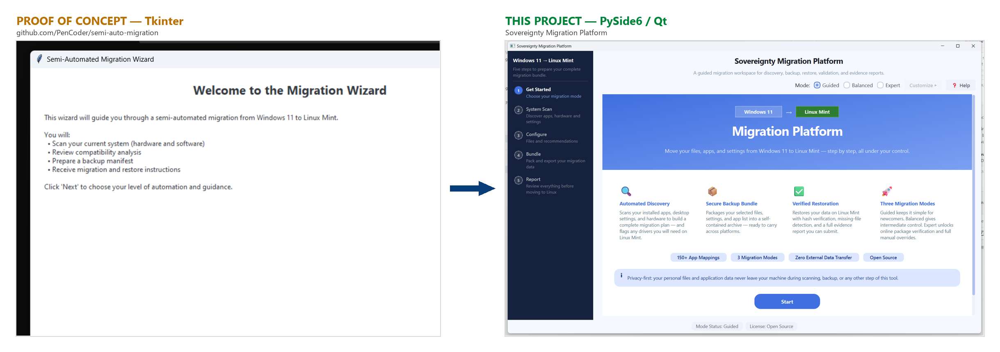 PROOF OF CONCEPT — Tkinter
github.com/PenCoder/semi-auto-migration
Semi-Automated Migration Wizard
Welcome to the Migration Wizard
This wizard will guide you through a semi-automated migration from Windows 11 to Linux Mint.
You will:
• Scan your current system (hardware and software)
• Review compatibility analysis
• Prepare a backup manifest
• Receive migration and restore instructions
Click 'Next' to choose your level of automation and guidance.
THIS PROJECT — PySide6 / Qt
Sovereignty Migration Platform
Sovereignty Migration Platform
Windows 11 → Linux Mint
Five steps to prepare your complete
migration bundle.
1 Get Started
Choose your migration mode
2 System Scan
Discover apps, hardware and
settings
3 Configure
Files and recommendations
4 Bundle
Pack and export your migration
data
5 Report
Review everything before
moving to Linux
Sovereignty Migration Platform
A guided migration workspace for discovery, backup, restore, validation, and evidence reports.
Mode: Guided Balanced Expert Customize ▸ ❓ Help
Windows 11 → Linux Mint
Migration Platform
Move your files, apps, and settings from Windows 11 to Linux Mint — step by step, all under your control.
Automated Discovery
Scans your installed apps, desktop
settings, and hardware to build a
complete migration plan — and
flags any drivers you will need on
Linux Mint.
Secure Backup Bundle
Packages your selected files,
settings, and app list into a self-
contained archive — ready to carry
across platforms.
Verified Restoration
Restores your data on Linux Mint
with hash verification, missing-file
detection, and a full evidence
report you can submit.
Three Migration Modes
Guided keeps it simple for
newcomers. Balanced gives
intermediate control. Expert unlocks
online package verification and full
manual overrides.
150+ App Mappings 3 Migration Modes Zero External Data Transfer Open Source
i Privacy-first: your personal files and application data never leave your machine during scanning, backup, or any other step of this tool.
Start
Mode Status: Guided License: Open Source